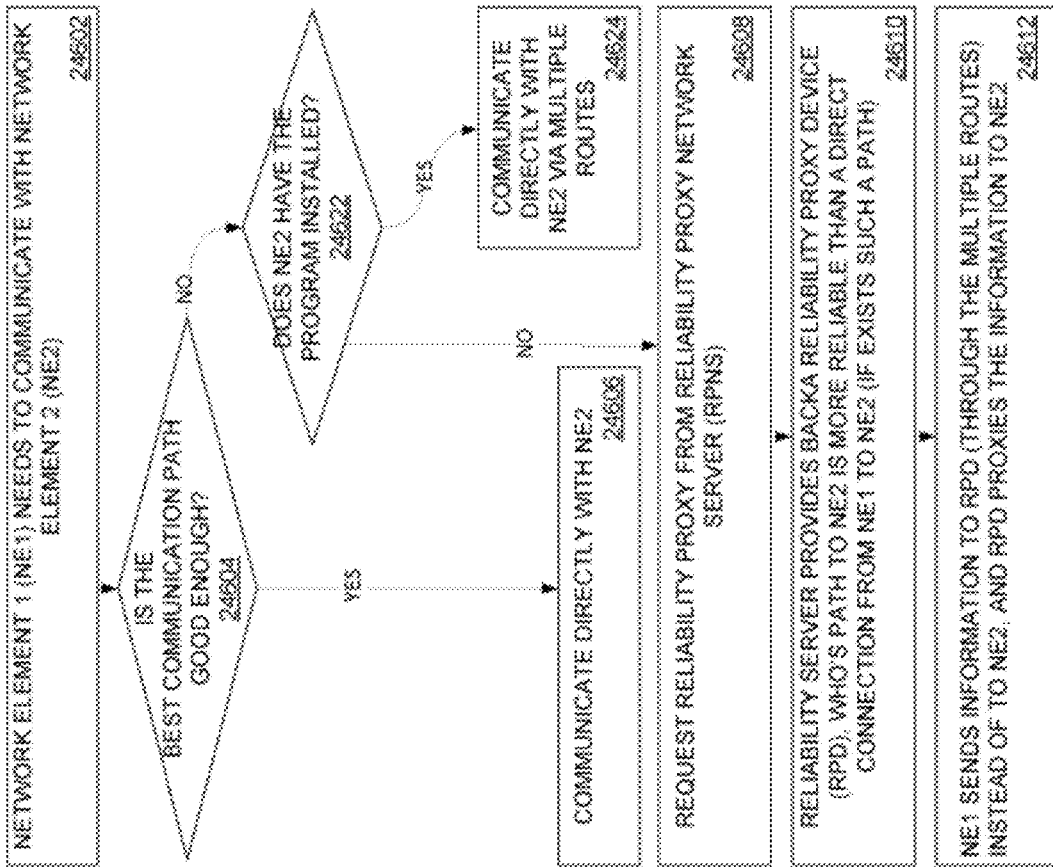 NETWORK ELEMENT 1 (NE1) NEEDS TO COMMUNICATE WITH NETWORK
ELEMENT 2 (NE2)
24602
IS THE
BEST COMMUNICATION PATH
GOOD ENOUGH?
24604
NO
DOES NE2 HAVE THE
PROGRAM INSTALLED?
24622
YES
COMMUNICATE
DIRECTLY WITH
NE2 VIA MULTIPLE
ROUTES
24624
YES
NO
COMMUNICATE DIRECTLY WITH NE2
24606
REQUEST RELIABILITY PROXY FROM RELIABILITY PROXY NETWORK
SERVER (RPNS)
24608
RELIABILITY SERVER PROVIDES BACKA RELIABILITY PROXY DEVICE
(RPD), WHO'S PATH TO NE2 IS MORE RELIABLE THAN A DIRECT
CONNECTION FROM NE1 TO NE2 (IF EXISTS SUCH A PATH)
24610
NE1 SENDS INFORMATION TO RPD (THROUGH THE MULTIPLE ROUTES)
INSTEAD OF TO NE2, AND RPD PROXIES THE INFORMATION TO NE2
24612